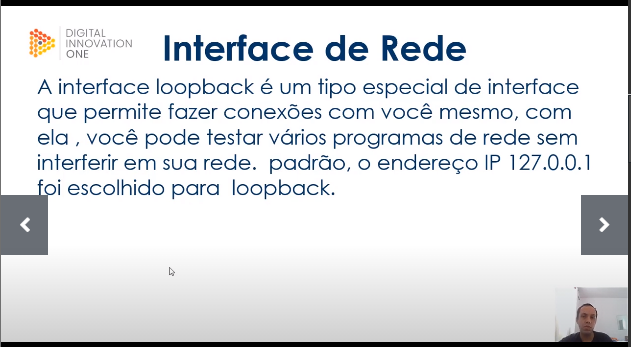 DIGITAL
INNOVATION
ONE
Interface de Rede
A interface loopback é um tipo especial de interface
que permite fazer conexões com você mesmo, com
ela , você pode testar vários programas de rede sem
interferir em sua rede.  padrão, o endereço IP 127.0.0.1
foi escolhido para  loopback.